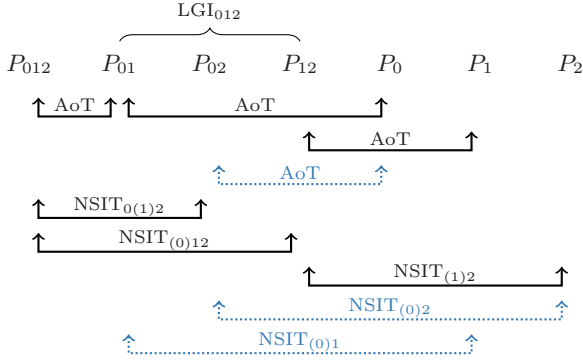 LGI₀₁₂
P₀₁₂ P₀₁ P₀₂ P₁₂ P₀ P₁ P₂
AoT AoT
AoT
AoT
NSIT₀₍₁₎₂
NSIT₍₀₎₁₂
NSIT₍₁₎₂
NSIT₍₀₎₂
NSIT₍₀₎₁